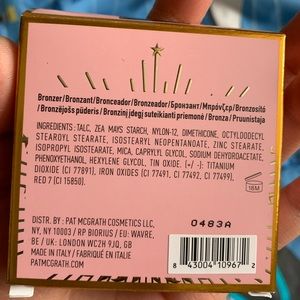 Bronzer/Bronzant/Bronceador/Bronzeador/Бронзант/Μπρόνζερ/Bronzosító
/Bronzējošs pūderis/Bronzinį įdegį suteikianti priemonė/Bronza/Pruunistaja
INGREDIENTS: TALC, ZEA MAYS STARCH, NYLON-12, DIMETHICONE, OCTYLDODECYL
STEAROYL STEARATE, ISOSTEARYL NEOPENTANOATE, ZINC STEARATE,
ISOPROPYL ISOSTEARATE, MICA, CAPRYLYL GLYCOL, SODIUM DEHYDROACETATE,
PHENOXYETHANOL, HEXYLENE GLYCOL, TIN OXIDE. (+/ -): TITANIUM
DIOXIDE (CI 77891), IRON OXIDES (CI 77491, CI 77492, CI 77499),
RED 7 (CI 15850).
18M
0483A
DISTR. BY: PAT MCGRATH COSMETICS LLC,
NY, NY 10003 / RP BIORIUS / EU: WAVRE,
BE / UK: LONDON WC2H 9JQ, GB
MADE IN ITALY / FABRIQUÉ EN ITALIE
PATMCGRATH.COM
8 43004 10967 2